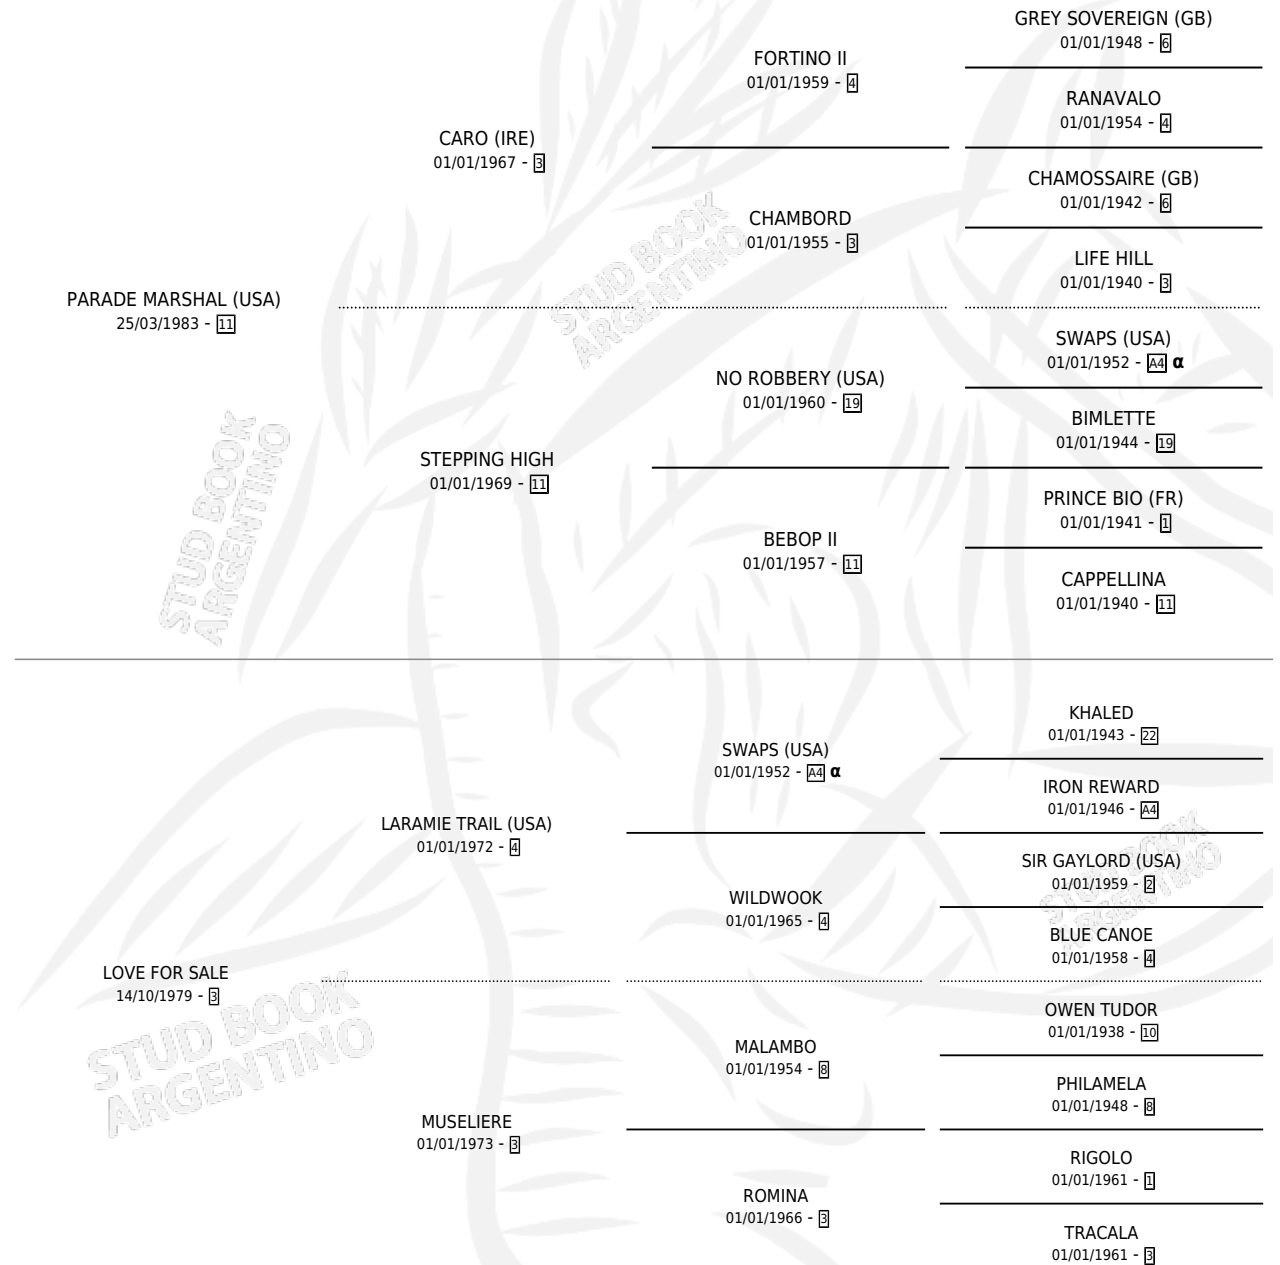 GREY SOVEREIGN (GB)
01/01/1948 - 6
FORTINO II
01/01/1959 - 4
RANAVALO
01/01/1954 - 4
CARO (IRE)
01/01/1967 - 3
CHAMOSSAIRE (GB)
01/01/1942 - 6
CHAMBORD
01/01/1955 - 3
LIFE HILL
01/01/1940 - 3
PARADE MARSHAL (USA)
25/03/1983 - 11
SWAPS (USA)
01/01/1952 - A4 α
NO ROBBERY (USA)
01/01/1960 - 19
BIMLETTE
01/01/1944 - 19
STEPPING HIGH
01/01/1969 - 11
PRINCE BIO (FR)
01/01/1941 - 1
BEBOP II
01/01/1957 - 11
CAPPELLINA
01/01/1940 - 11
KHALED
01/01/1943 - 22
SWAPS (USA)
01/01/1952 - A4 α
IRON REWARD
01/01/1946 - A4
LARAMIE TRAIL (USA)
01/01/1972 - 4
SIR GAYLORD (USA)
01/01/1959 - 2
WILDWOOK
01/01/1965 - 4
BLUE CANOE
01/01/1958 - 4
LOVE FOR SALE
14/10/1979 - 3
OWEN TUDOR
01/01/1938 - 10
MALAMBO
01/01/1954 - 8
PHILAMELA
01/01/1948 - 8
MUSELIERE
01/01/1973 - 3
RIGOLO
01/01/1961 - 1
ROMINA
01/01/1966 - 3
TRACALA
01/01/1961 - 3
STUD BOOK
ARGENTINO
STUD BOOK
ARGENTINO
STUD BOOK
ARGENTINO
STUD BOOK
ARGENTINO